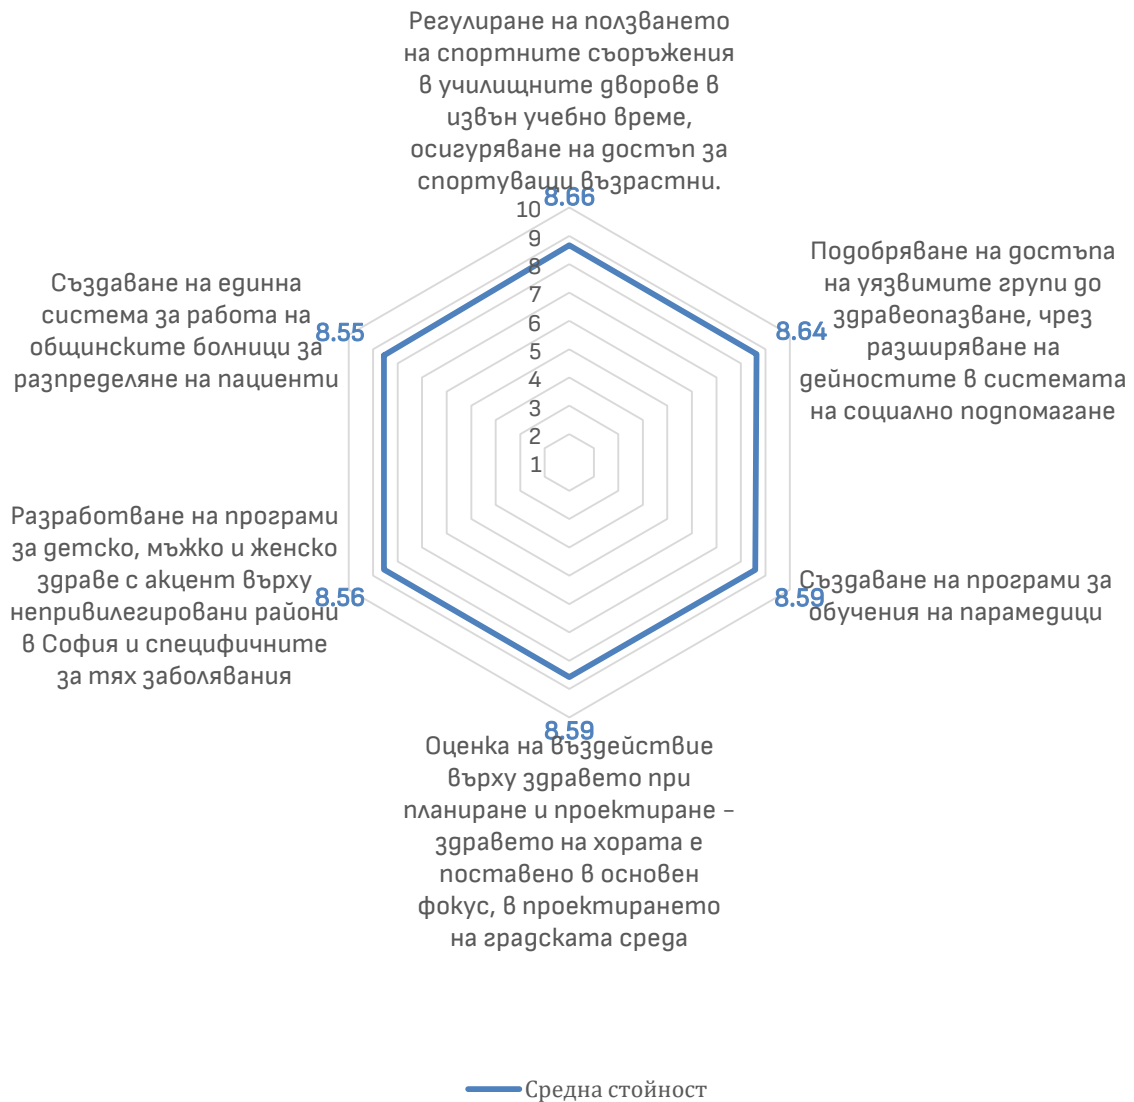 Регулиране на ползването
на спортните съоръжения
в училищните дворове в
извън учебно време,
осигуряване на достъп за
спортуващи възрастни.
8.66
10
9
8
7
6
5
4
3
2
1
Подобряване на достъпа
на уязвимите групи до
здравеопазване, чрез
разширяване на
дейностите в системата
на социално подпомагане
8.64
Създаване на програми за
обучения на парамедици
8.59
8.59
Оценка на въздействие
върху здравето при
планиране и проектиране –
здравето на хората е
поставено в основен
фокус, в проектирането
на градската среда
Разработване на програми
за детско, мъжко и женско
здраве с акцент върху
непривилегировани райони
в София и специфичните
за тях заболявания
8.56
Създаване на единна
система за работа на
общинските болници за
разпределяне на пациенти
8.55
Средна стойност